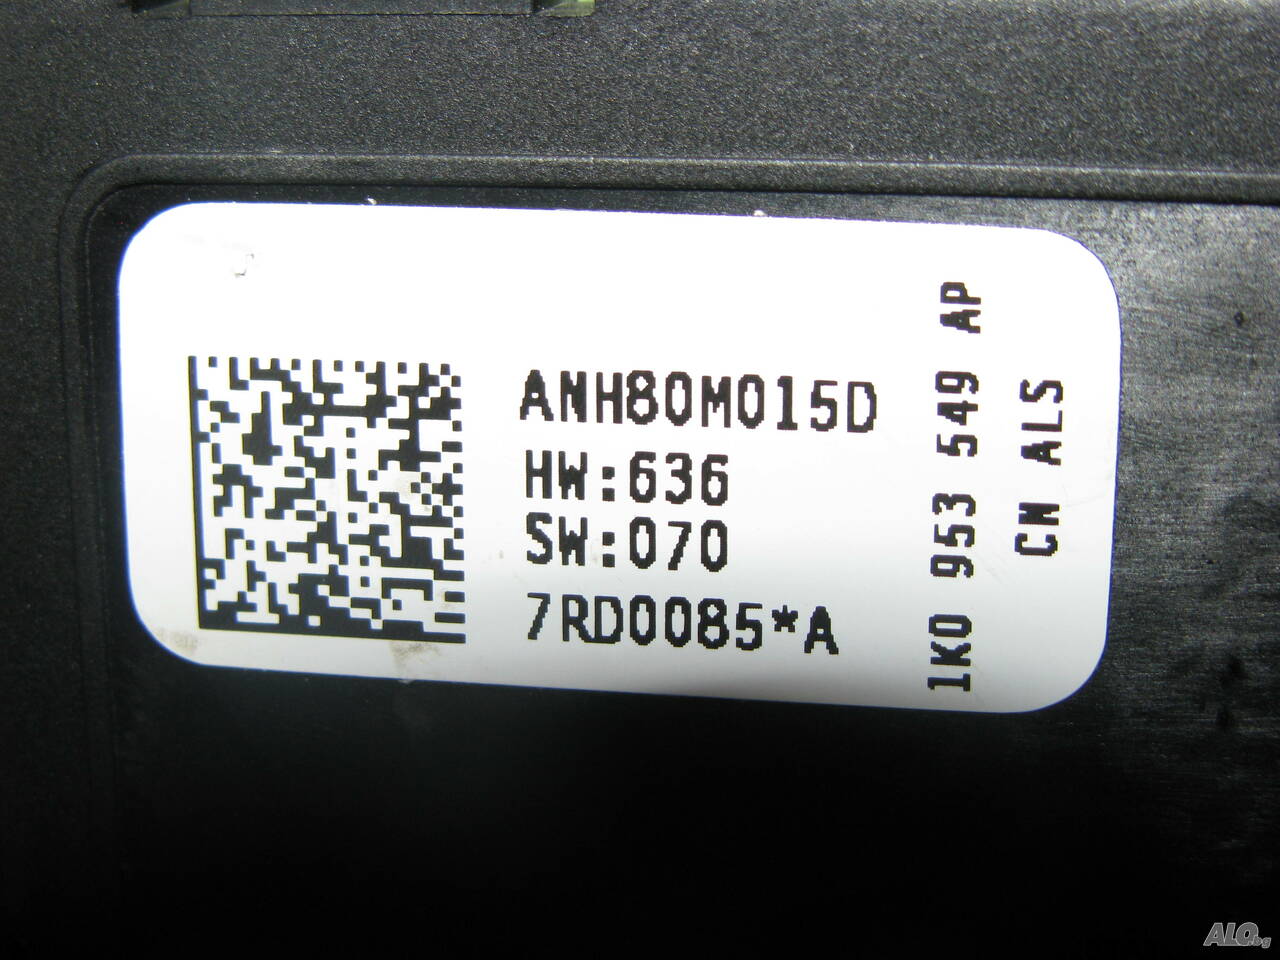 ANH80M015D
HW:636
SW:070
7RD0085*A
1K0 953 549 AP
CN ALS
ALO.bg